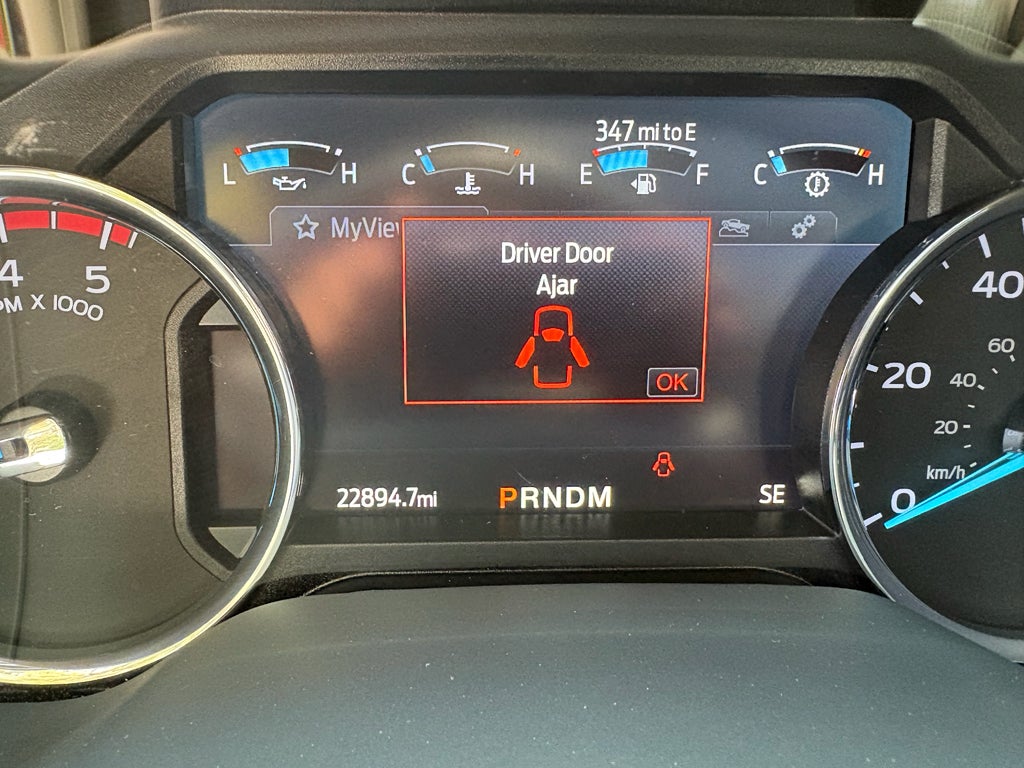 347 mi to E
L H C H E F C H
MyView
Driver Door
Ajar
OK
4 5
PM X 1000
40
60
20 40
20
km/h
0
22894.7mi PRNDM SE